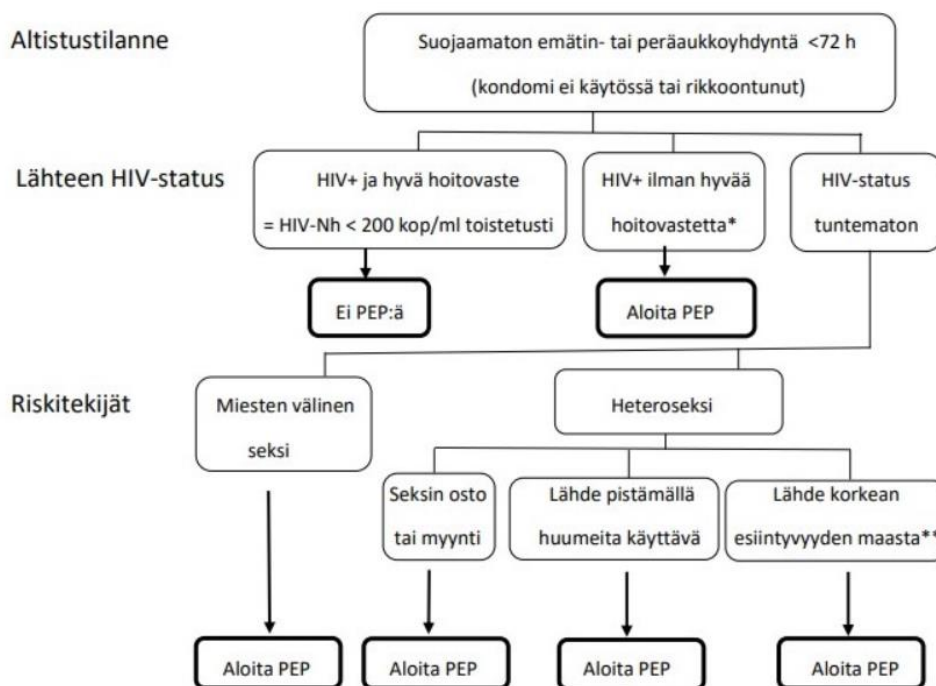 Altistustilanne
Suojaamaton emätin- tai peräaukkoyhdyntä <72 h
(kondomi ei käytössä tai rikkoontunut)
Lähteen HIV-status
HIV+ ja hyvä hoitovaste
= HIV-Nh < 200 kop/ml toistetusti
HIV+ ilman hyvää
hoitovastetta*
HIV-status
tuntematon
Ei PEP:ä
Aloita PEP
Riskitekijät
Miesten välinen
seksi
Heteroseksi
Seksin osto
tai myynti
Lähde pistämällä
huumeita käyttävä
Lähde korkean
esiintyvyyden maasta**
Aloita PEP
Aloita PEP
Aloita PEP
Aloita PEP